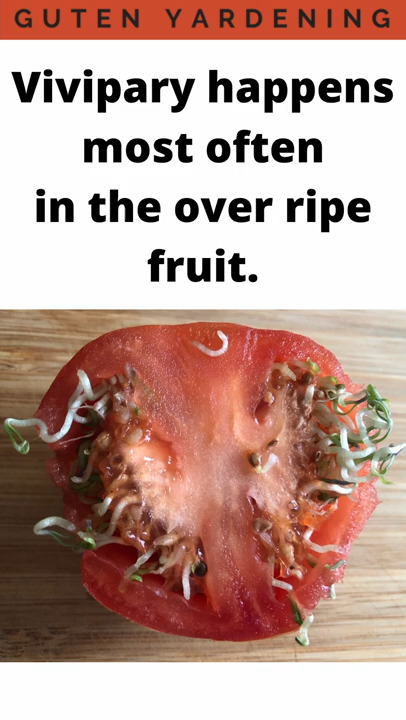 GUTEN YARDENING
Vivipary happens
most often
in the over ripe
fruit.